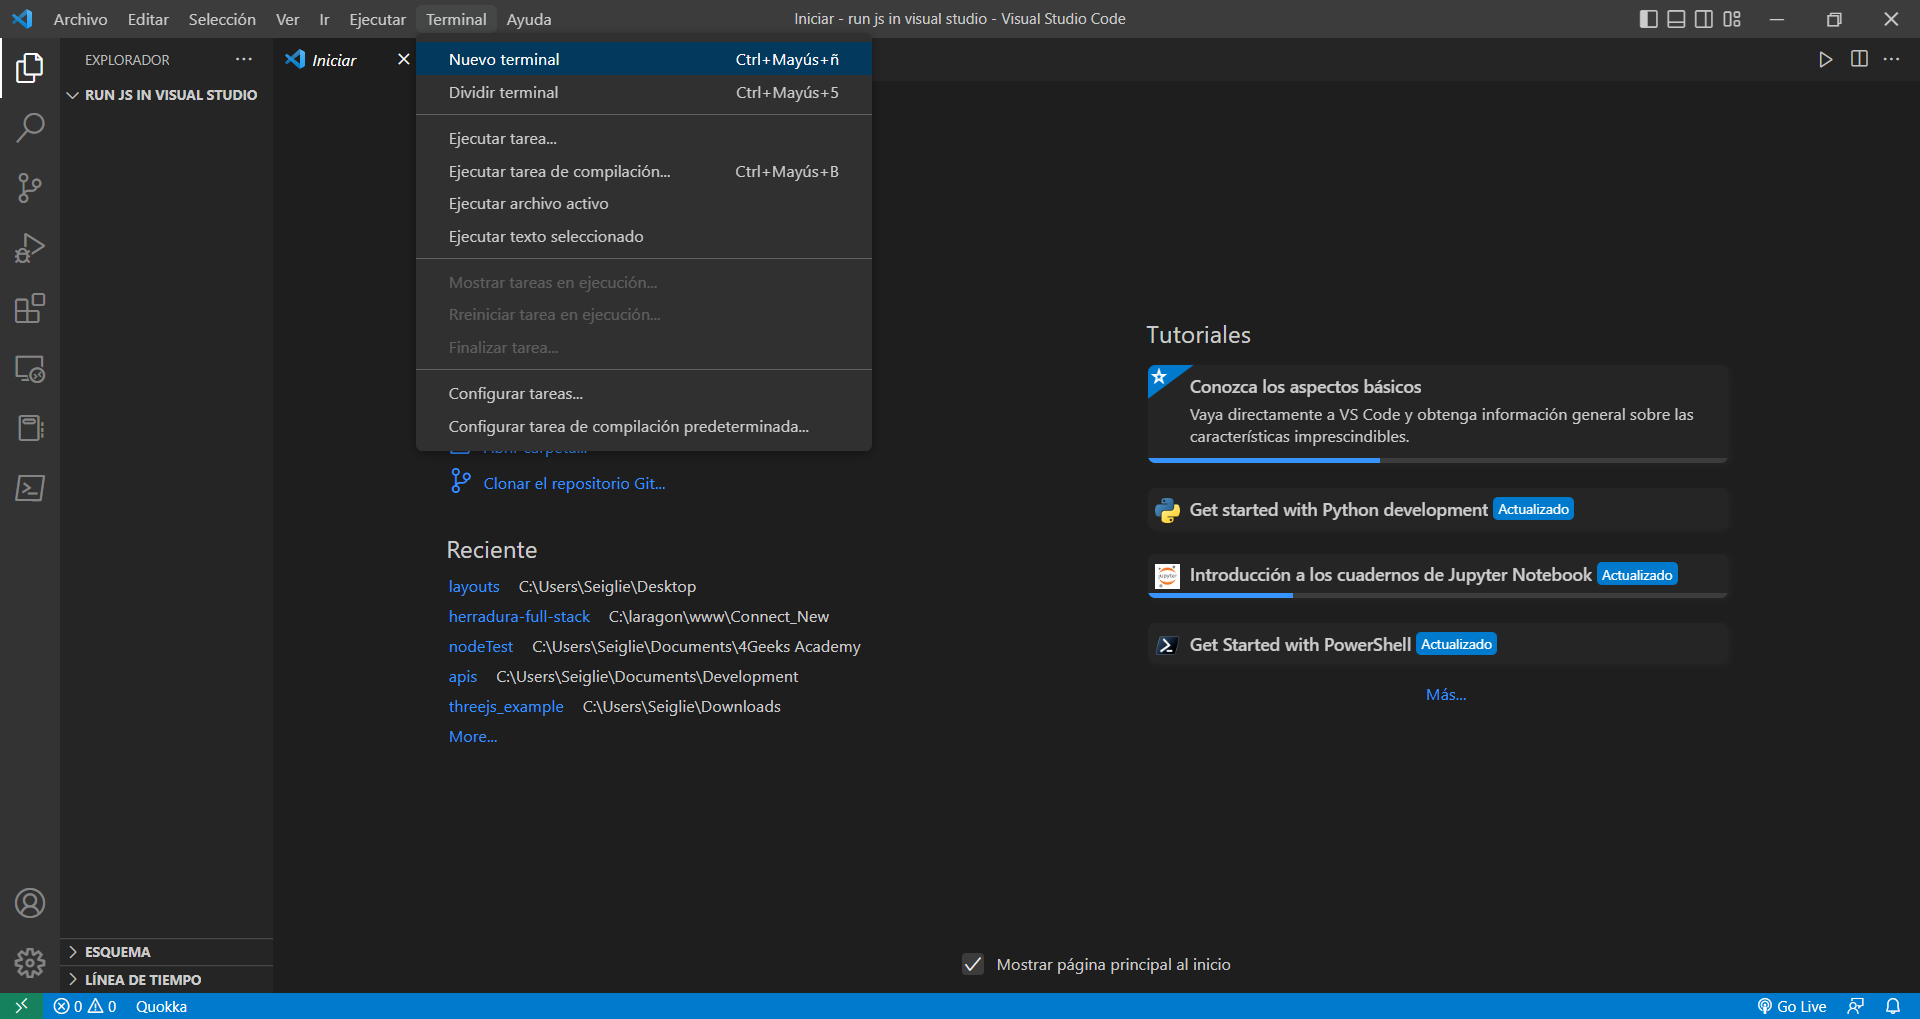 Archivo Editar Selección Ver Ir Ejecutar Terminal Ayuda
Iniciar - run js in visual studio - Visual Studio Code
EXPLORADOR
RUN JS IN VISUAL STUDIO
Iniciar
Nuevo terminal Ctrl+Mayús+ñ
Dividir terminal Ctrl+Mayús+5
Ejecutar tarea...
Ejecutar tarea de compilación... Ctrl+Mayús+B
Ejecutar archivo activo
Ejecutar texto seleccionado
Mostrar tareas en ejecución...
Rreiniciar tarea en ejecución...
Finalizar tarea...
Configurar tareas...
Configurar tarea de compilación predeterminada...
Abrir carpeta...
Clonar el repositorio Git...
Reciente
layouts C:\Users\Seiglie\Desktop
herradura-full-stack C:\laragon\www\Connect_New
nodeTest C:\Users\Seiglie\Documents\4Geeks Academy
apis C:\Users\Seiglie\Documents\Development
threejs_example C:\Users\Seiglie\Downloads
More...
Tutoriales
Conozca los aspectos básicos
Vaya directamente a VS Code y obtenga información general sobre las
características imprescindibles.
Get started with Python development Actualizado
Introducción a los cuadernos de Jupyter Notebook Actualizado
Get Started with PowerShell Actualizado
Más...
Mostrar página principal al inicio
ESQUEMA
LÍNEA DE TIEMPO
0 0 Quokka
Go Live